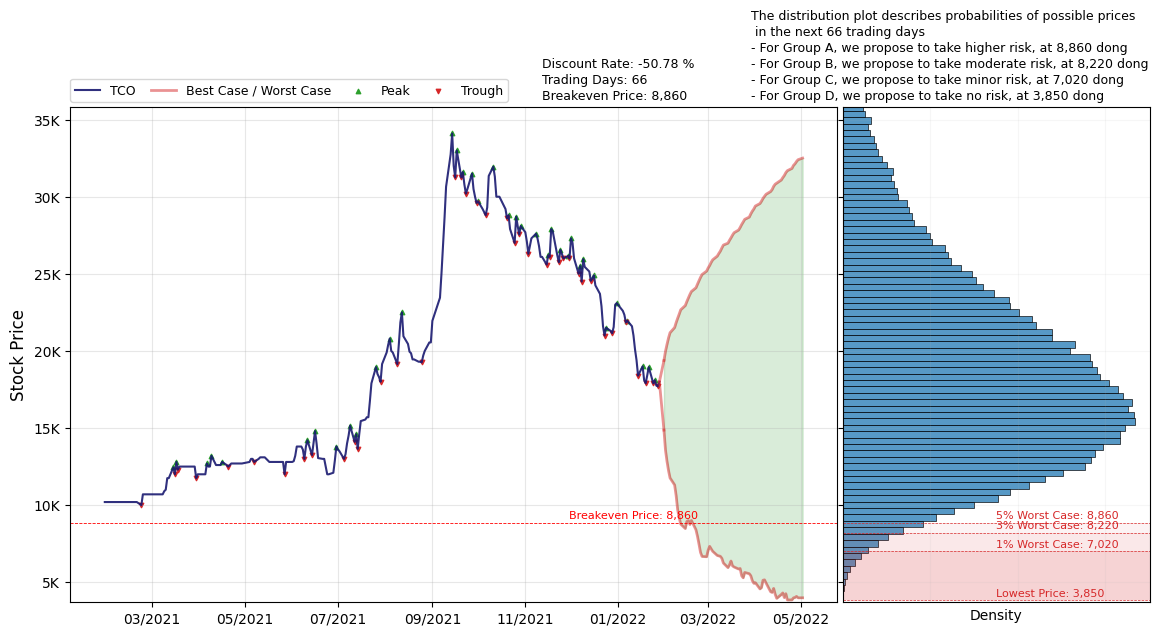 The distribution plot describes probabilities of possible prices
in the next 66 trading days
- For Group A, we propose to take higher risk, at 8,860 dong
- For Group B, we propose to take moderate risk, at 8,220 dong
- For Group C, we propose to take minor risk, at 7,020 dong
- For Group D, we propose to take no risk, at 3,850 dong
Discount Rate: -50.78 %
Trading Days: 66
Breakeven Price: 8,860
TCO
Best Case / Worst Case
Peak
Trough
Stock Price
35K
30K
25K
20K
15K
10K
5K
Breakeven Price: 8,860
03/2021
05/2021
07/2021
09/2021
11/2021
01/2022
03/2022
05/2022
5% Worst Case: 8,860
3% Worst Case: 8,220
1% Worst Case: 7,020
Lowest Price: 3,850
Density